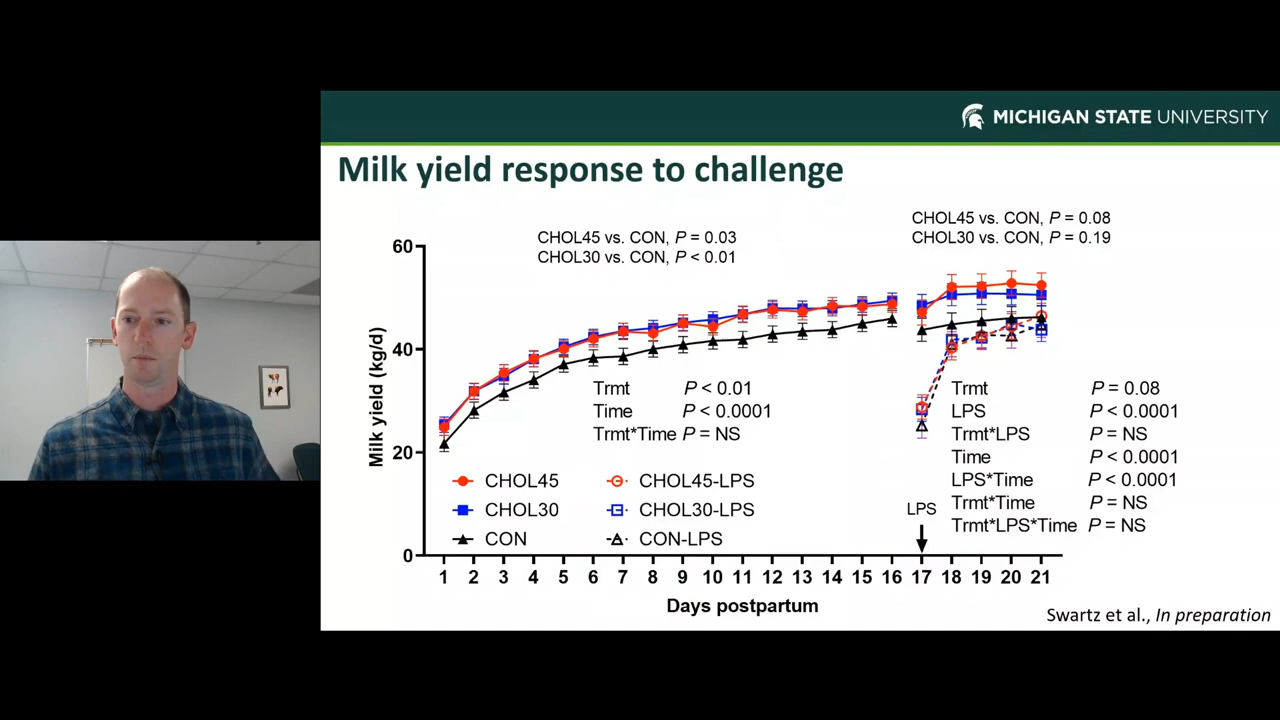 MICHIGAN STATE UNIVERSITY
Milk yield response to challenge
CHOL45 vs. CON, P = 0.03
CHOL30 vs. CON, P < 0.01
CHOL45 vs. CON, P = 0.08
CHOL30 vs. CON, P = 0.19
Milk yield (kg/d)
60
40
20
0
Trmt P < 0.01
Time P < 0.0001
Trmt*Time P = NS
Trmt P = 0.08
LPS P < 0.0001
Trmt*LPS P = NS
Time P < 0.0001
LPS*Time P < 0.0001
Trmt*Time P = NS
Trmt*LPS*Time P = NS
CHOL45 CHOL45-LPS
CHOL30 CHOL30-LPS
CON CON-LPS
LPS
1 2 3 4 5 6 7 8 9 10 11 12 13 14 15 16 17 18 19 20 21
Days postpartum
Swartz et al., In preparation